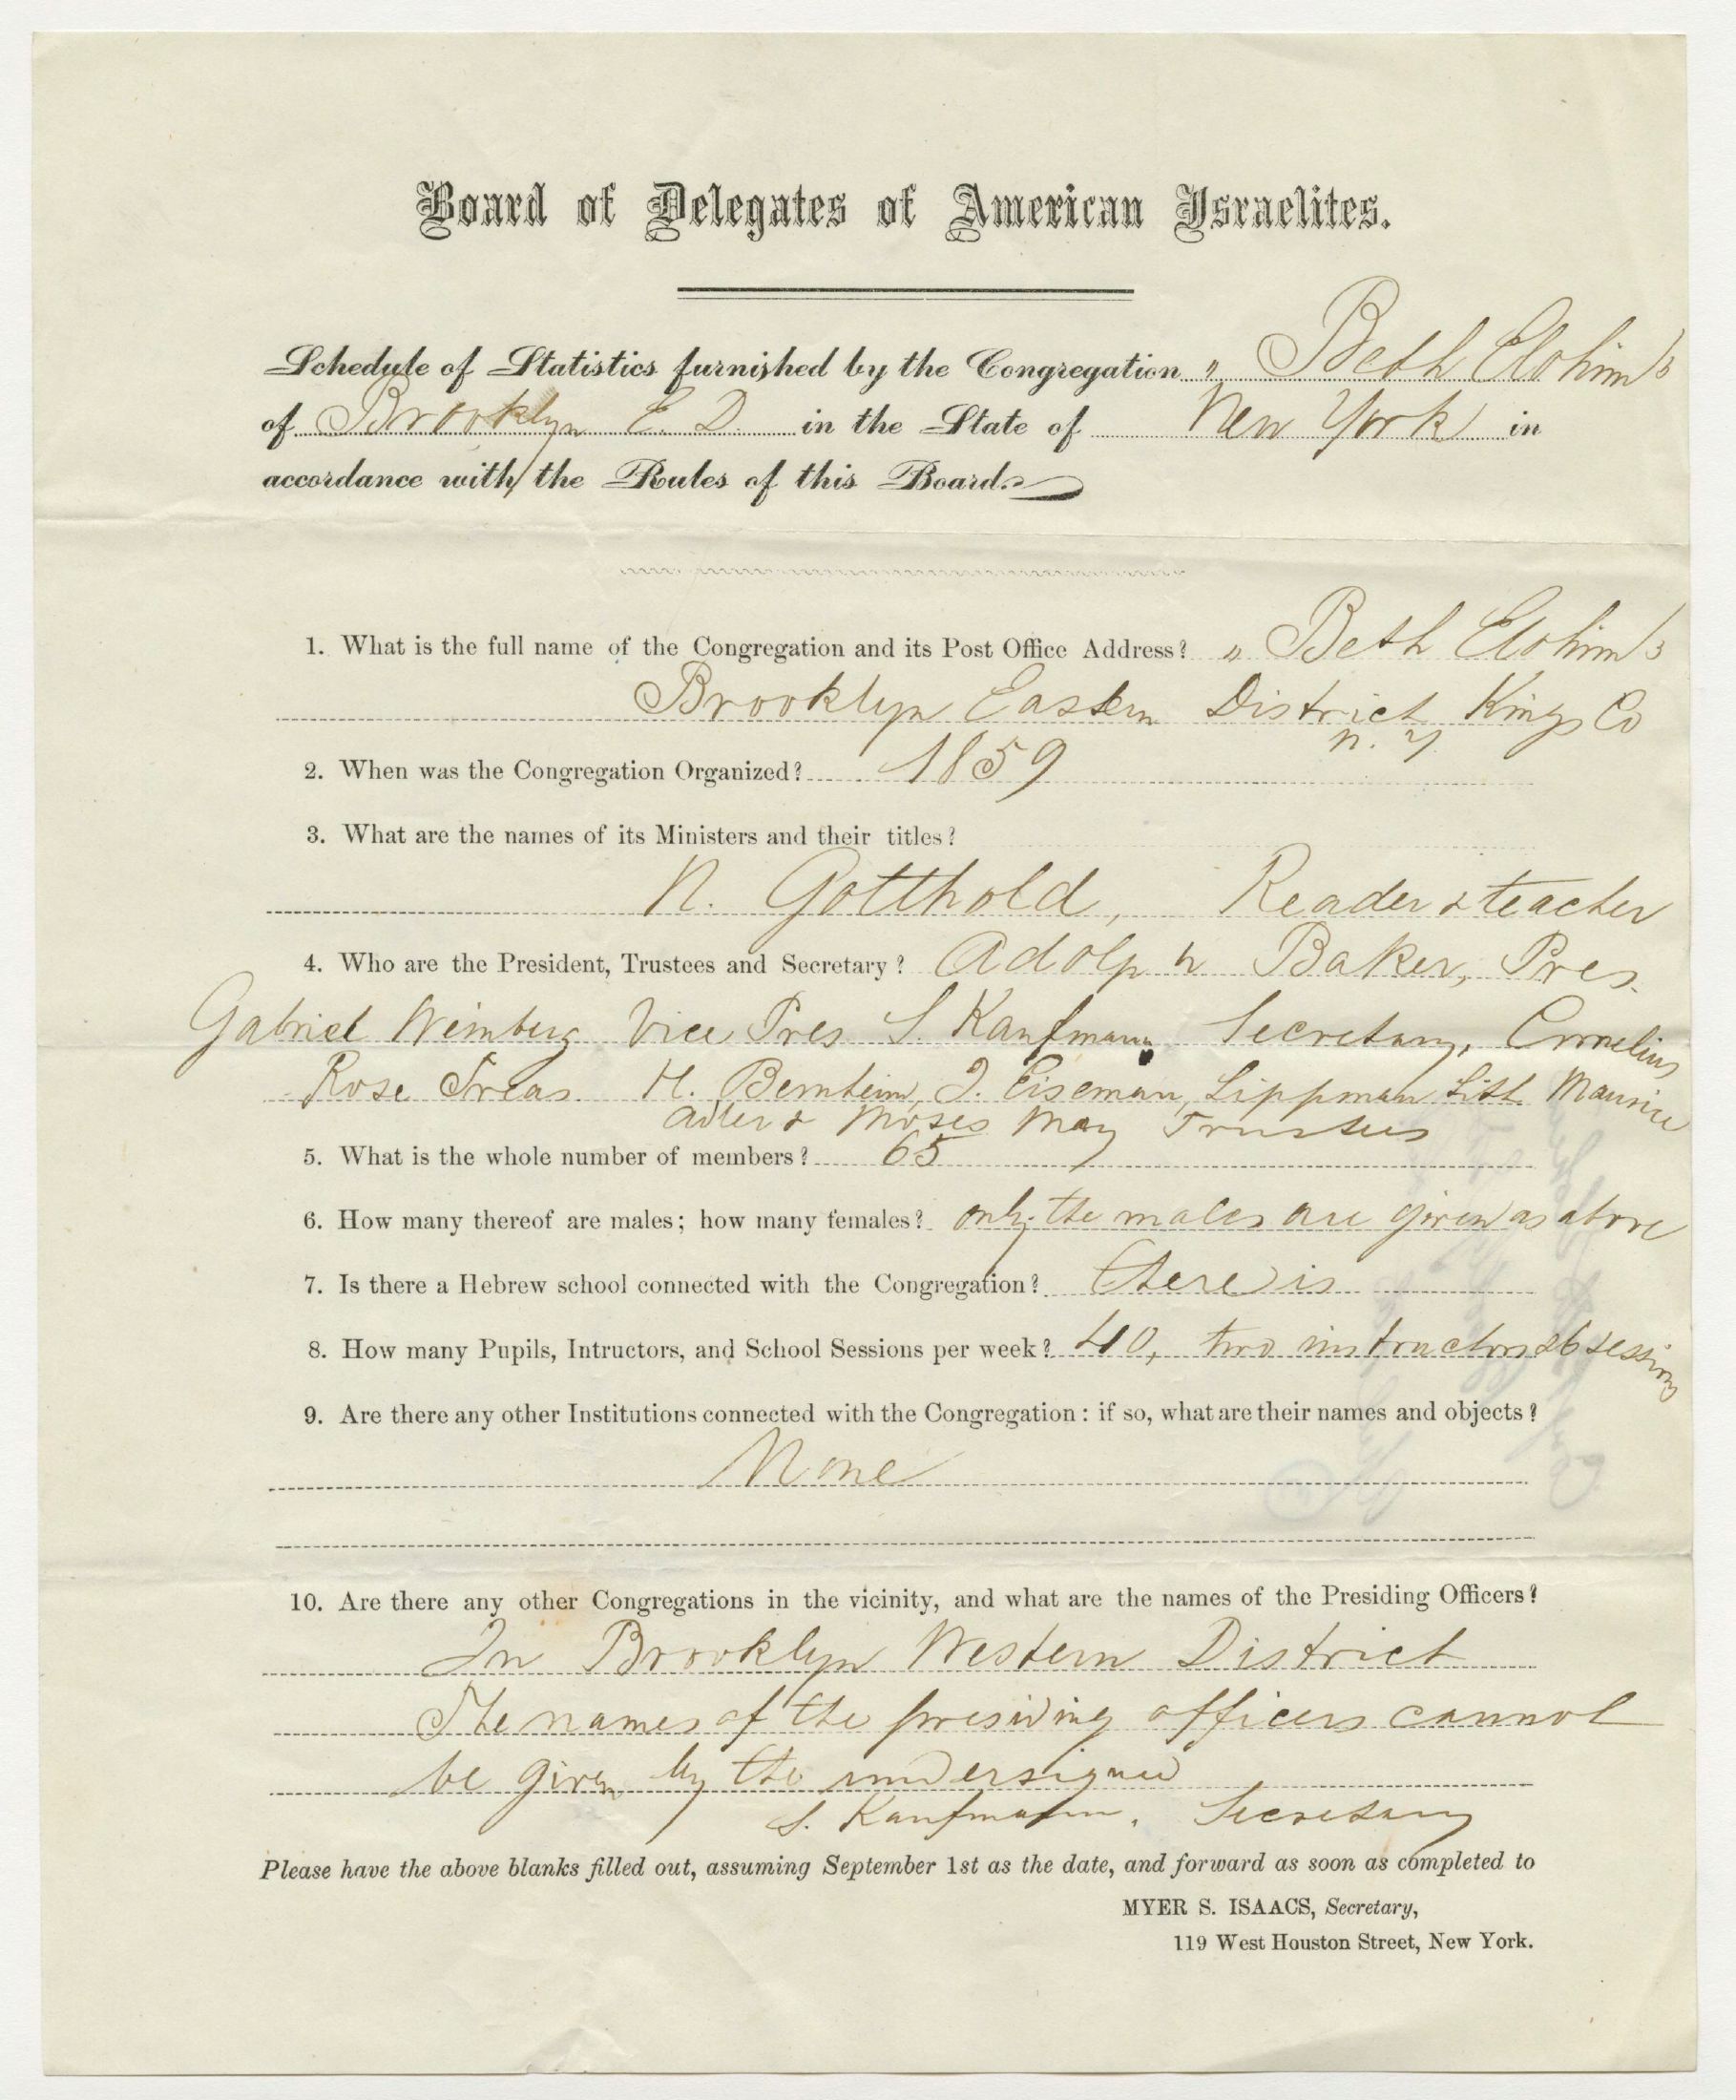 Board of Delegates of American Israelites.
Schedule of Statistics furnished by the Congregation " Beth Elohim "
of Brooklyn E. D. in the State of New York in
accordance with the Rules of this Board.
1. What is the full name of the Congregation and its Post Office Address? " Beth Elohim "
Brooklyn Eastern District Kings Co
N. Y.
2. When was the Congregation Organized? 1859
3. What are the names of its Ministers and their titles?
N. Gotthold, Reader & teacher
4. Who are the President, Trustees and Secretary? Adolph Baker, Pres.
Gabriel Weinberg Vice Pres S. Kaufmann Secretary, Cornelius
Rose Treas. H. Bernheim, J. Eiseman, Lippman Lith Maurice
Adler & Moses May Trustees
5. What is the whole number of members? 65
6. How many thereof are males; how many females? only the males are given as above
7. Is there a Hebrew school connected with the Congregation? there is
8. How many Pupils, Intructors, and School Sessions per week? 40, two instructors & 6 sessions
9. Are there any other Institutions connected with the Congregation: if so, what are their names and objects?
None
10. Are there any other Congregations in the vicinity, and what are the names of the Presiding Officers?
In Brooklyn Western District
The names of the presiding officers cannot
be given by the undersigned
S. Kaufmann, Secretary
Please have the above blanks filled out, assuming September 1st as the date, and forward as soon as completed to
MYER S. ISAACS, Secretary,
119 West Houston Street, New York.